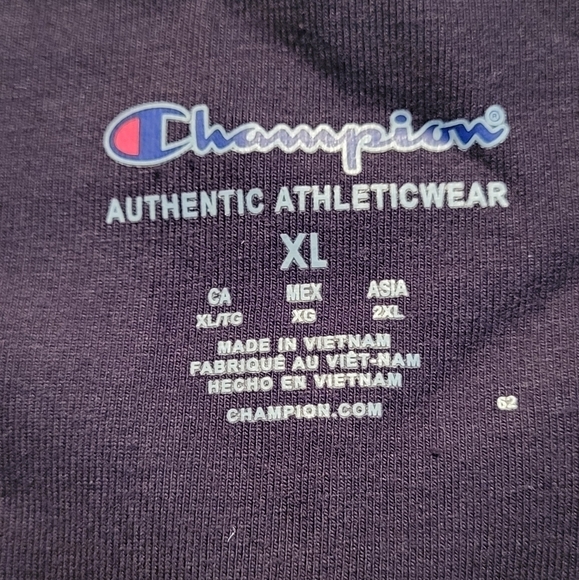 Champion®
AUTHENTIC ATHLETICWEAR
XL
CA MEX ASIA
XL/TG XG 2XL
MADE IN VIETNAM
FABRIQUÉ AU VIÊT-NAM
HECHO EN VIETNAM
CHAMPION.COM
62